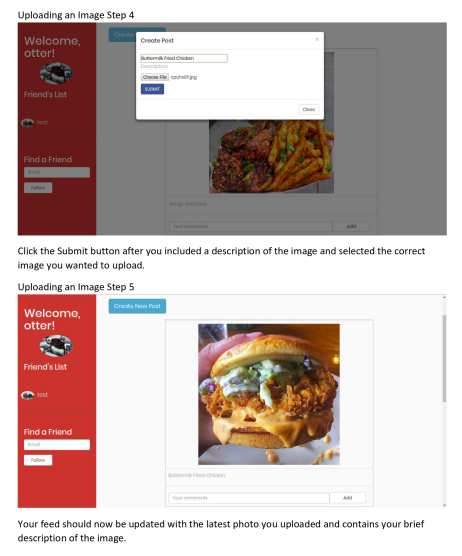 Uploading an Image Step 4
Welcome,
otter!
Friend's List
test
Find a Friend
Email
Follow
Create
Create Post
×
Buttermilk Fried Chicken
Description
Choose File
SUBMIT
Close
Wings and Fries
Your comments
Add
Click the Submit button after you included a description of the image and selected the correct
image you wanted to upload.
Uploading an Image Step 5
Welcome,
otter!
Friend's List
test
Find a Friend
Email
Follow
Create New Post
Buttermilk Fried Chicken
Your comments
Add
Your feed should now be updated with the latest photo you uploaded and contains your brief
description of the image.